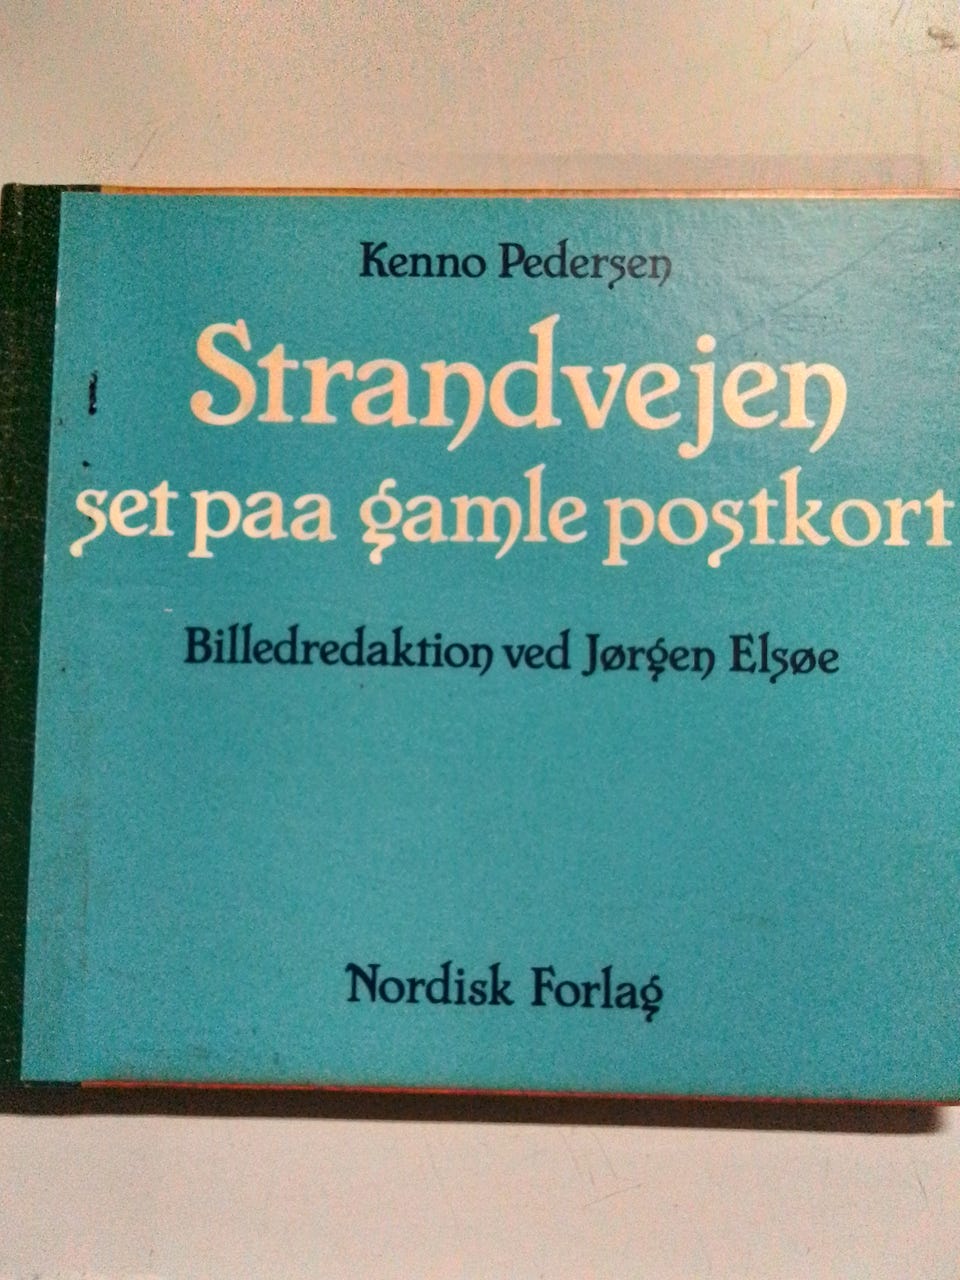 Kenno Pedersen
Strandvejen
set paa gamle postkort
Billedredaktion ved Jørgen Elsøe
Nordisk Forlag